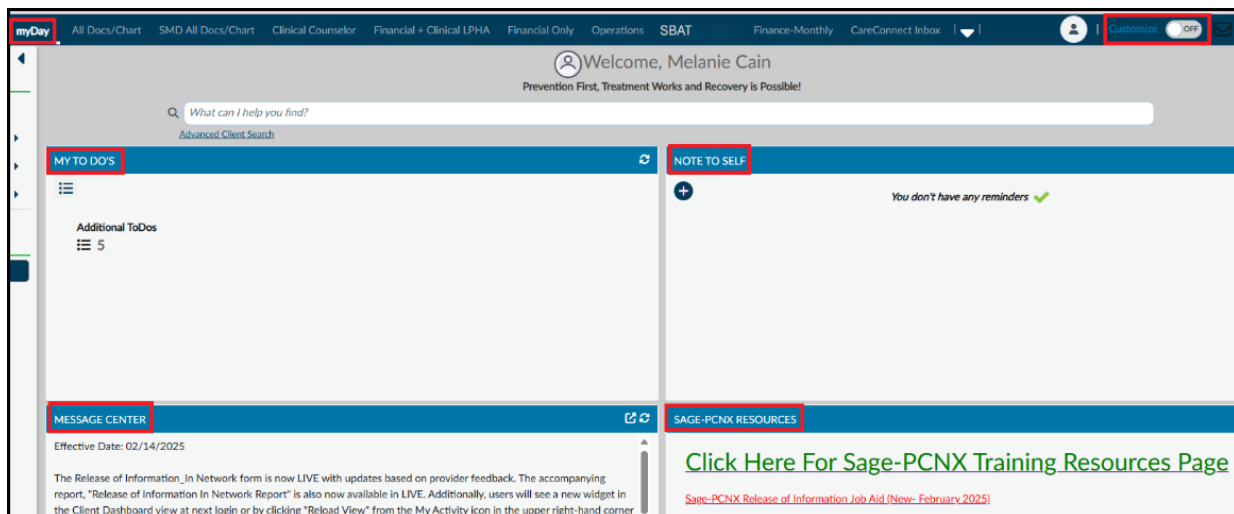 myDay All Docs/Chart SMD All Docs/Chart Clinical Counselor Financial + Clinical LPHA Financial Only Operations SBAT Finance-Monthly CareConnect Inbox Customize OFF
Welcome, Melanie Cain
Prevention First, Treatment Works and Recovery is Possible!
What can I help you find?
Advanced Client Search
MY TO DO'S
Additional ToDos
5
NOTE TO SELF
You don't have any reminders
MESSAGE CENTER
Effective Date: 02/14/2025
The Release of Information_In Network form is now LIVE with updates based on provider feedback. The accompanying
report, "Release of Information In Network Report" is also now available in LIVE. Additionally, users will see a new widget in
the Client Dashboard view at next login or by clicking "Reload View" from the My Activity icon in the upper right-hand corner
SAGE-PCNX RESOURCES
Click Here For Sage-PCNX Training Resources Page
Sage-PCNX Release of Information Job Aid (New- February 2025)